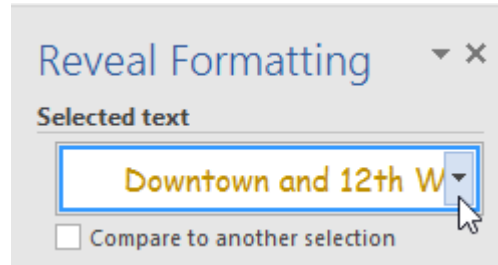 Reveal Formatting
Selected text
Downtown and 12th W
Compare to another selection